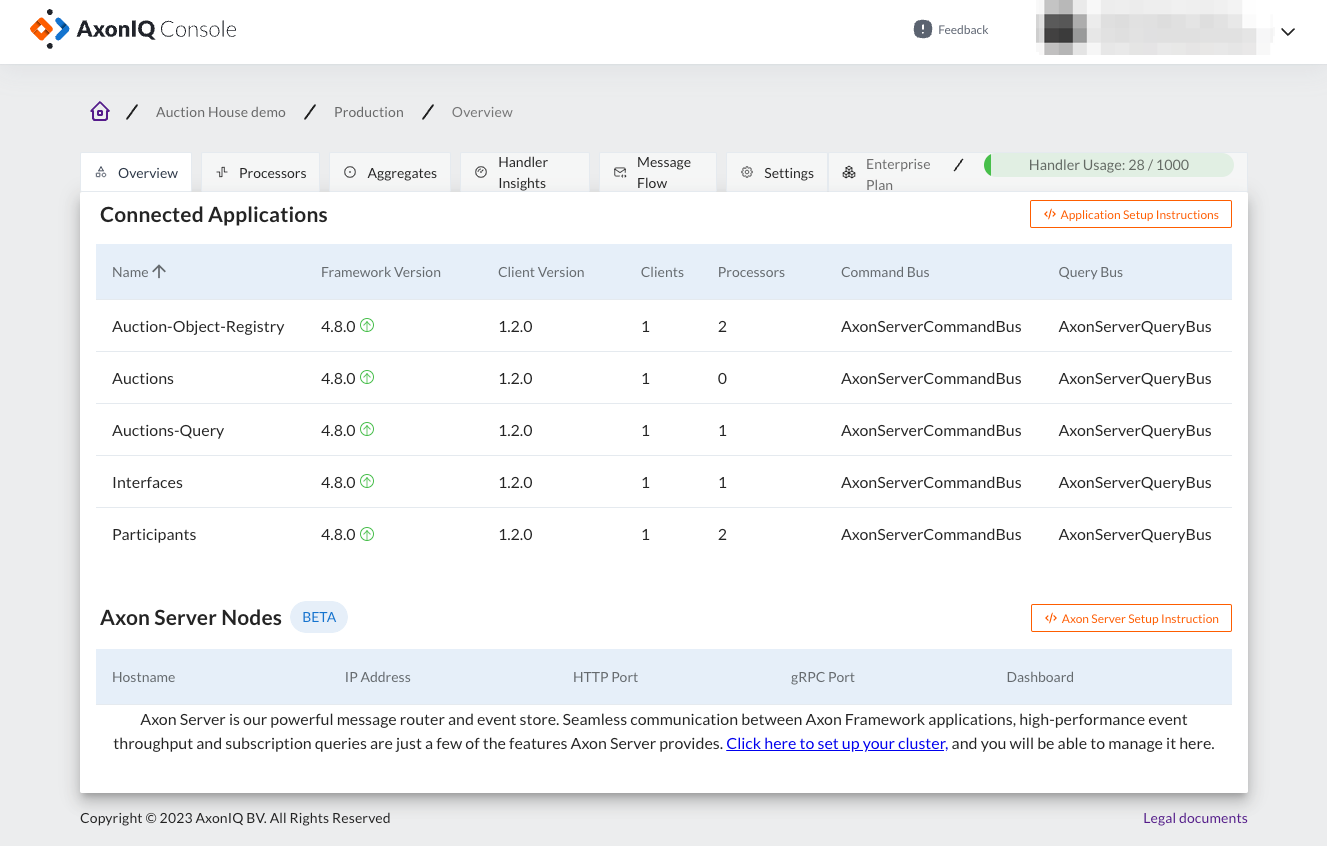 AxonIQ Console
Feedback
/ Auction House demo / Production / Overview
Overview
Processors
Aggregates
Handler
Insights
Message
Flow
Settings
Enterprise
Plan
/
Handler Usage: 28 / 1000
Connected Applications
</> Application Setup Instructions
Name Framework Version Client Version Clients Processors Command Bus Query Bus
Auction-Object-Registry 4.8.0 1.2.0 1 2 AxonServerCommandBus AxonServerQueryBus
Auctions 4.8.0 1.2.0 1 0 AxonServerCommandBus AxonServerQueryBus
Auctions-Query 4.8.0 1.2.0 1 1 AxonServerCommandBus AxonServerQueryBus
Interfaces 4.8.0 1.2.0 1 1 AxonServerCommandBus AxonServerQueryBus
Participants 4.8.0 1.2.0 1 2 AxonServerCommandBus AxonServerQueryBus
Axon Server Nodes BETA
</> Axon Server Setup Instruction
Hostname IP Address HTTP Port gRPC Port Dashboard
Axon Server is our powerful message router and event store. Seamless communication between Axon Framework applications, high-performance event
throughput and subscription queries are just a few of the features Axon Server provides. Click here to set up your cluster, and you will be able to manage it here.
Copyright © 2023 AxonIQ BV. All Rights Reserved
Legal documents